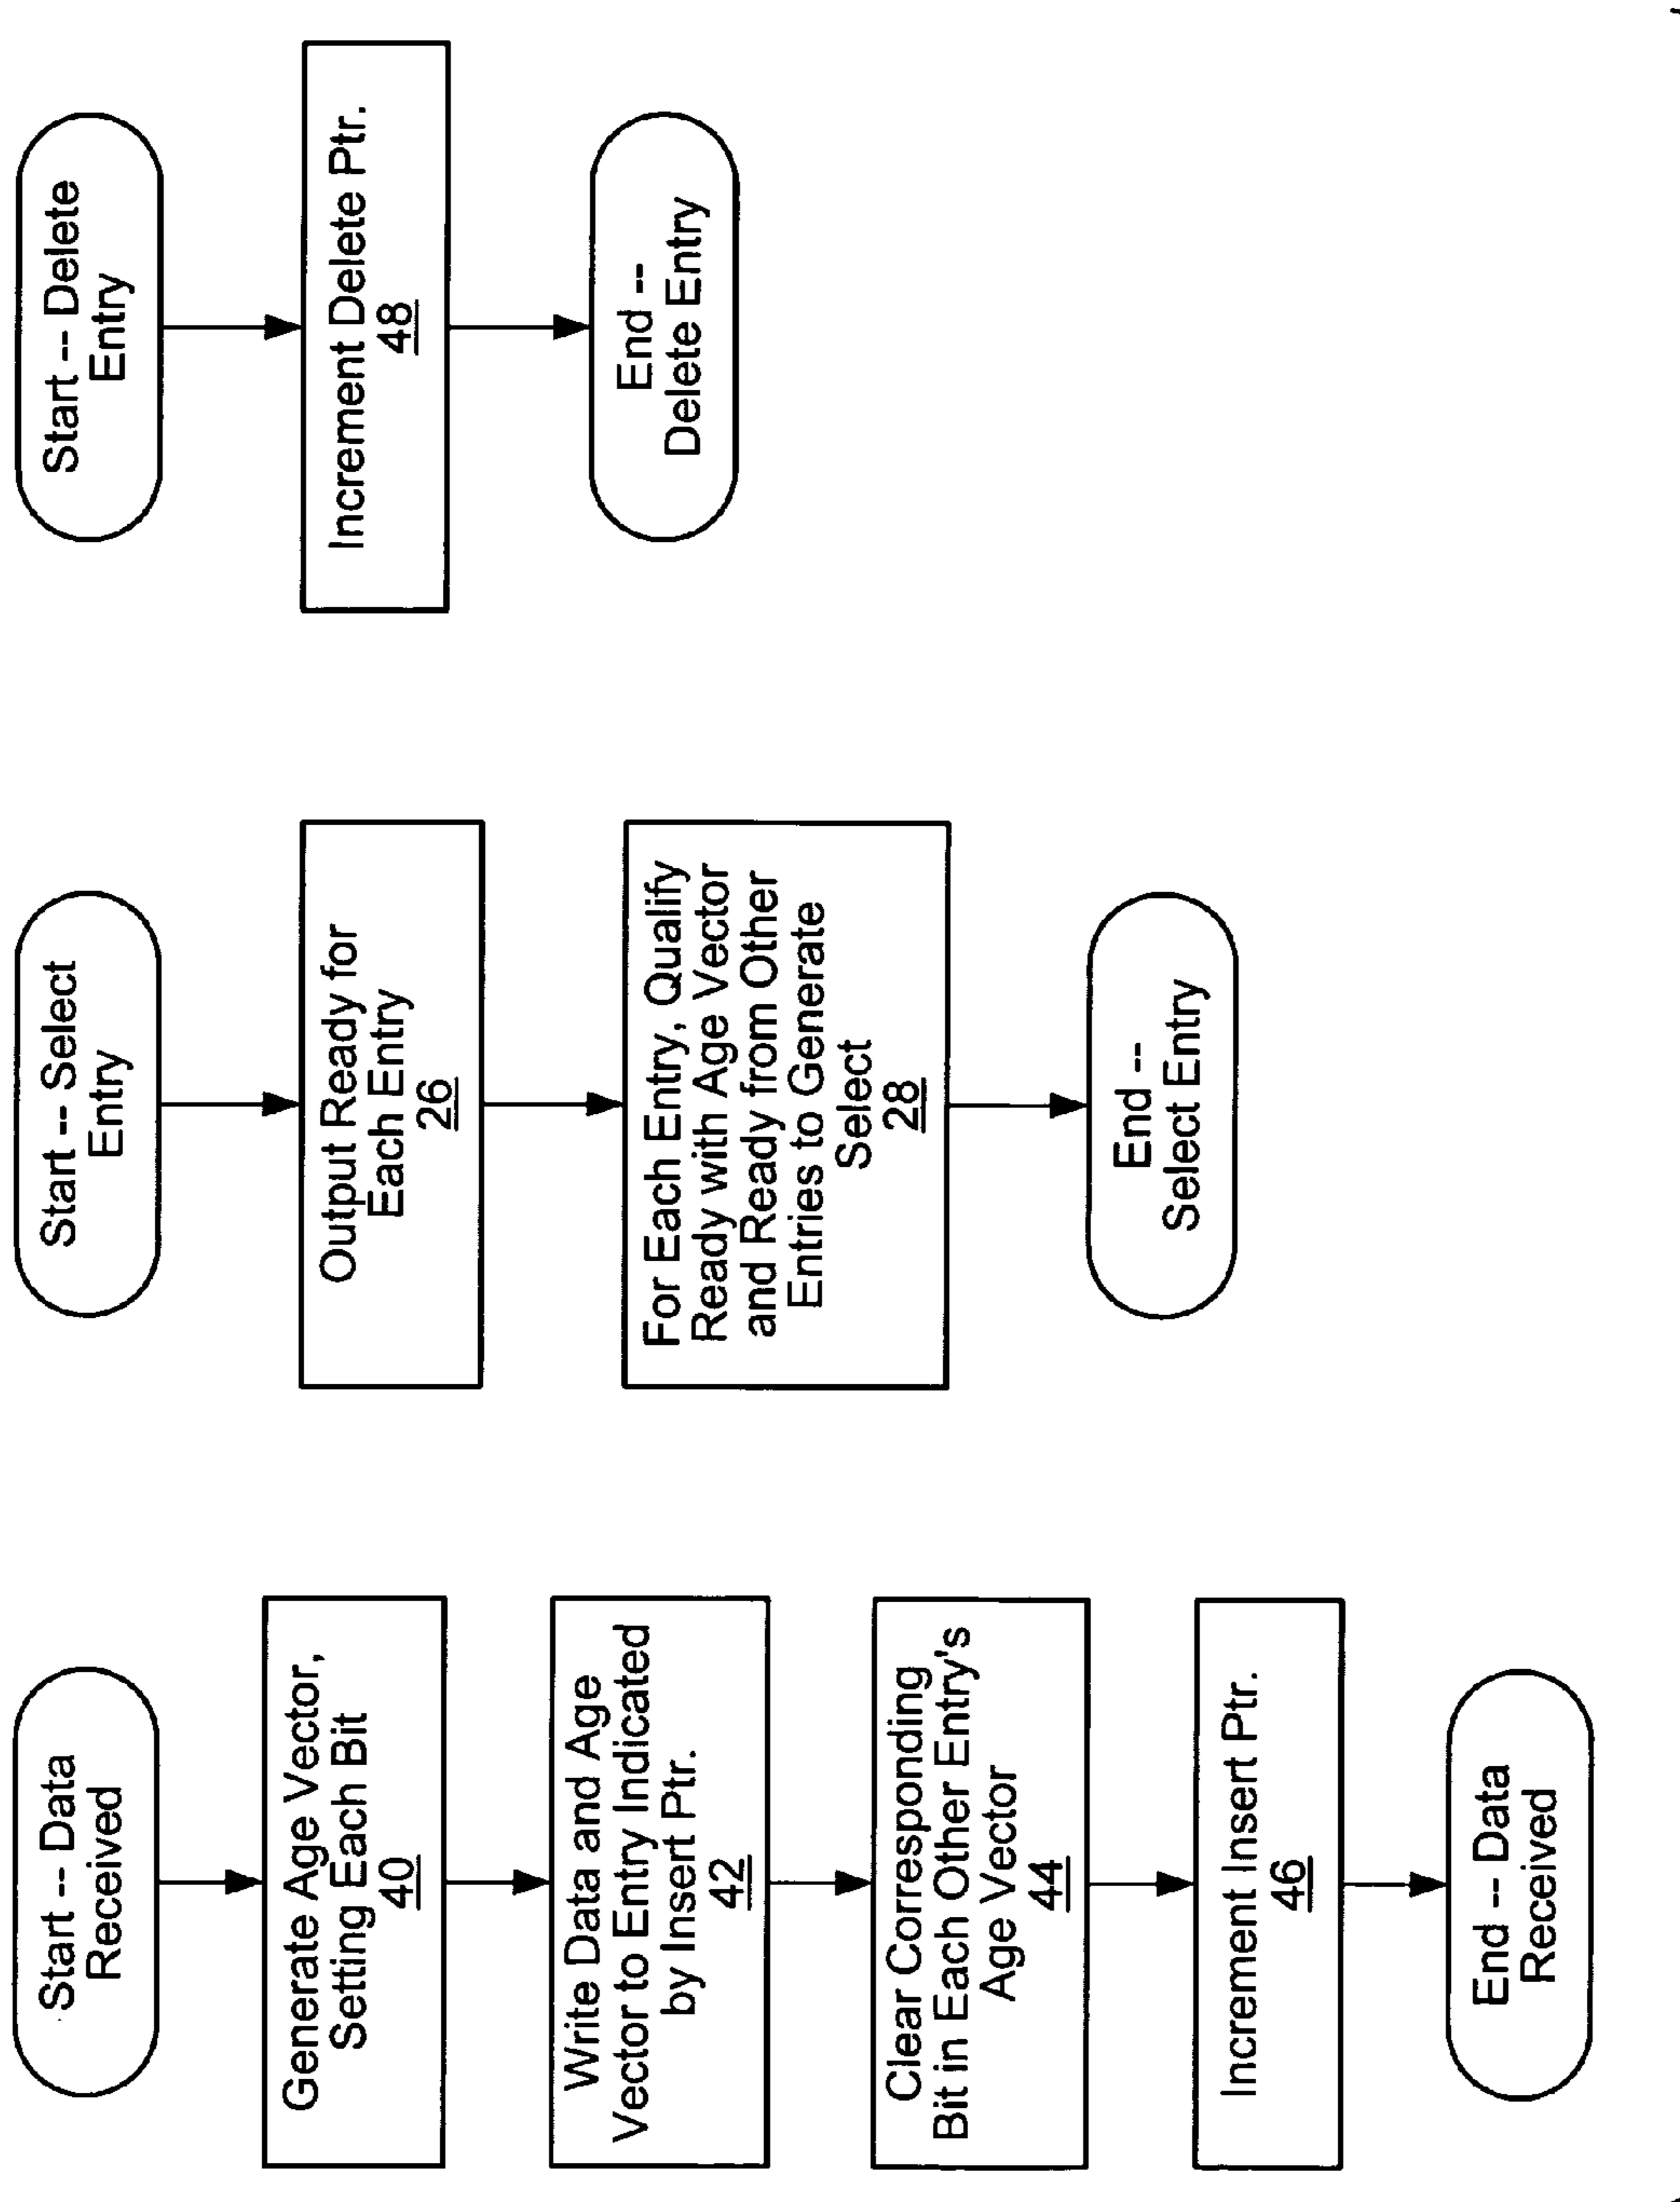 Start -- Data
Received
Generate Age Vector,
Setting Each Bit
40
Write Data and Age
Vector to Entry Indicated
by Insert Ptr.
42
Clear Corresponding
Bit in Each Other Entry's
Age Vector
44
Increment Insert Ptr.
46
End -- Data
Received
Start -- Select
Entry
Output Ready for
Each Entry
26
For Each Entry, Qualify
Ready with Age Vector
and Ready from Other
Entries to Generate
Select
28
End --
Select Entry
Start -- Delete
Entry
Increment Delete Ptr.
48
End --
Delete Entry